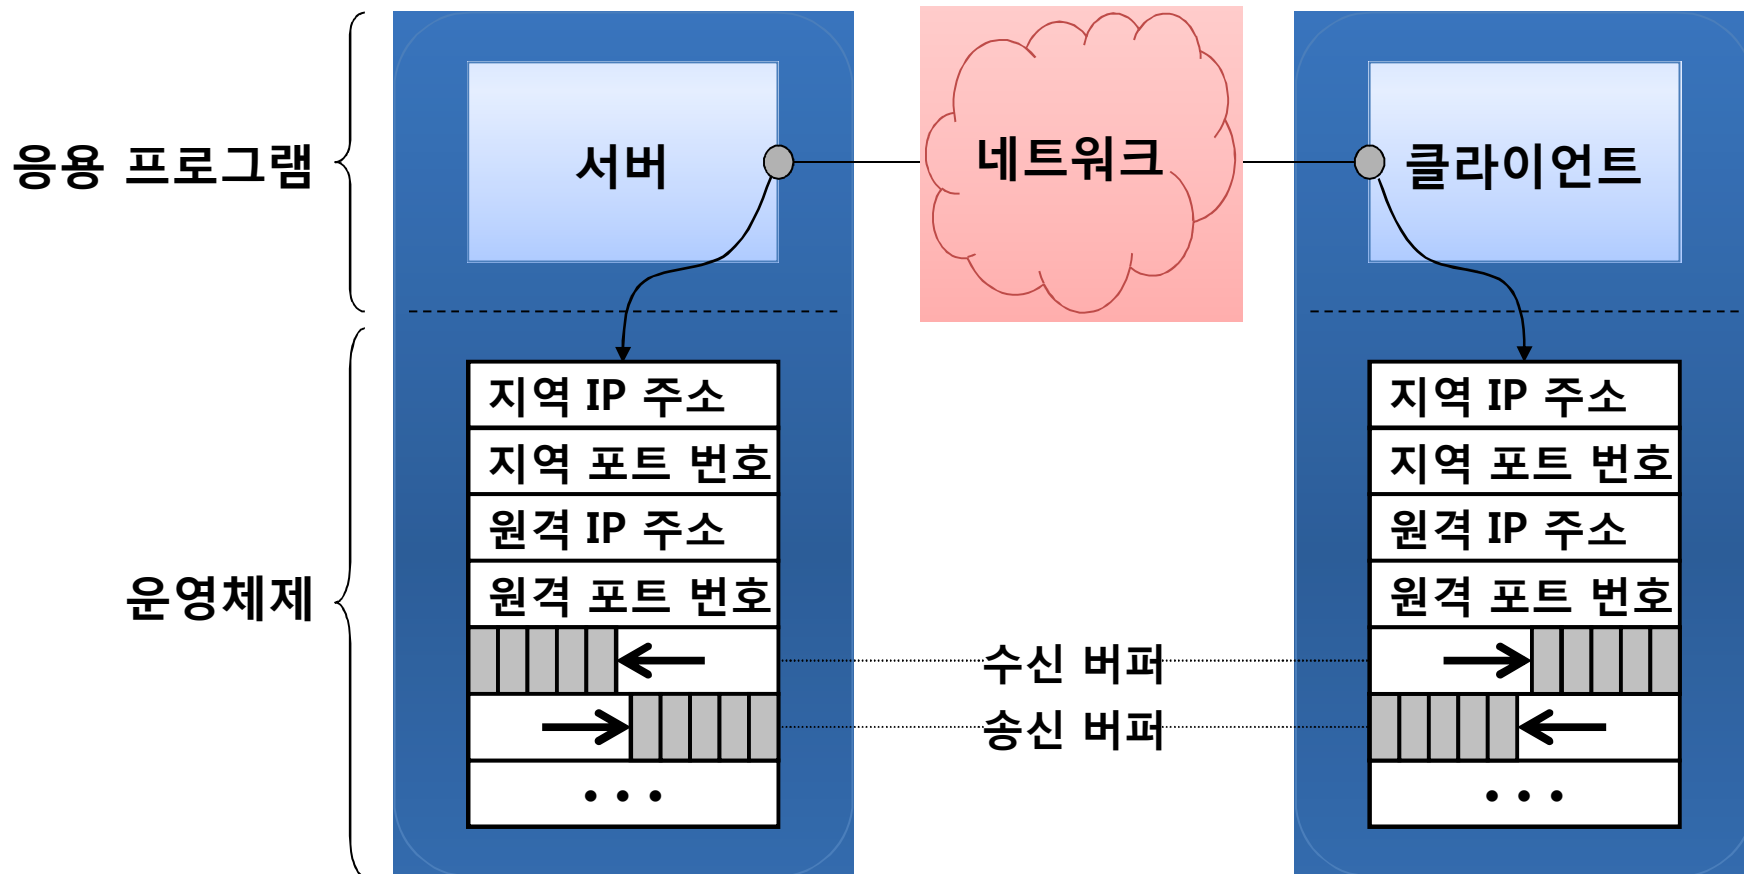 응용 프로그램
서버
네트워크
클라이언트
운영체제
지역 IP 주소
지역 포트 번호
원격 IP 주소
원격 포트 번호
• • •
수신 버퍼
송신 버퍼
지역 IP 주소
지역 포트 번호
원격 IP 주소
원격 포트 번호
• • •